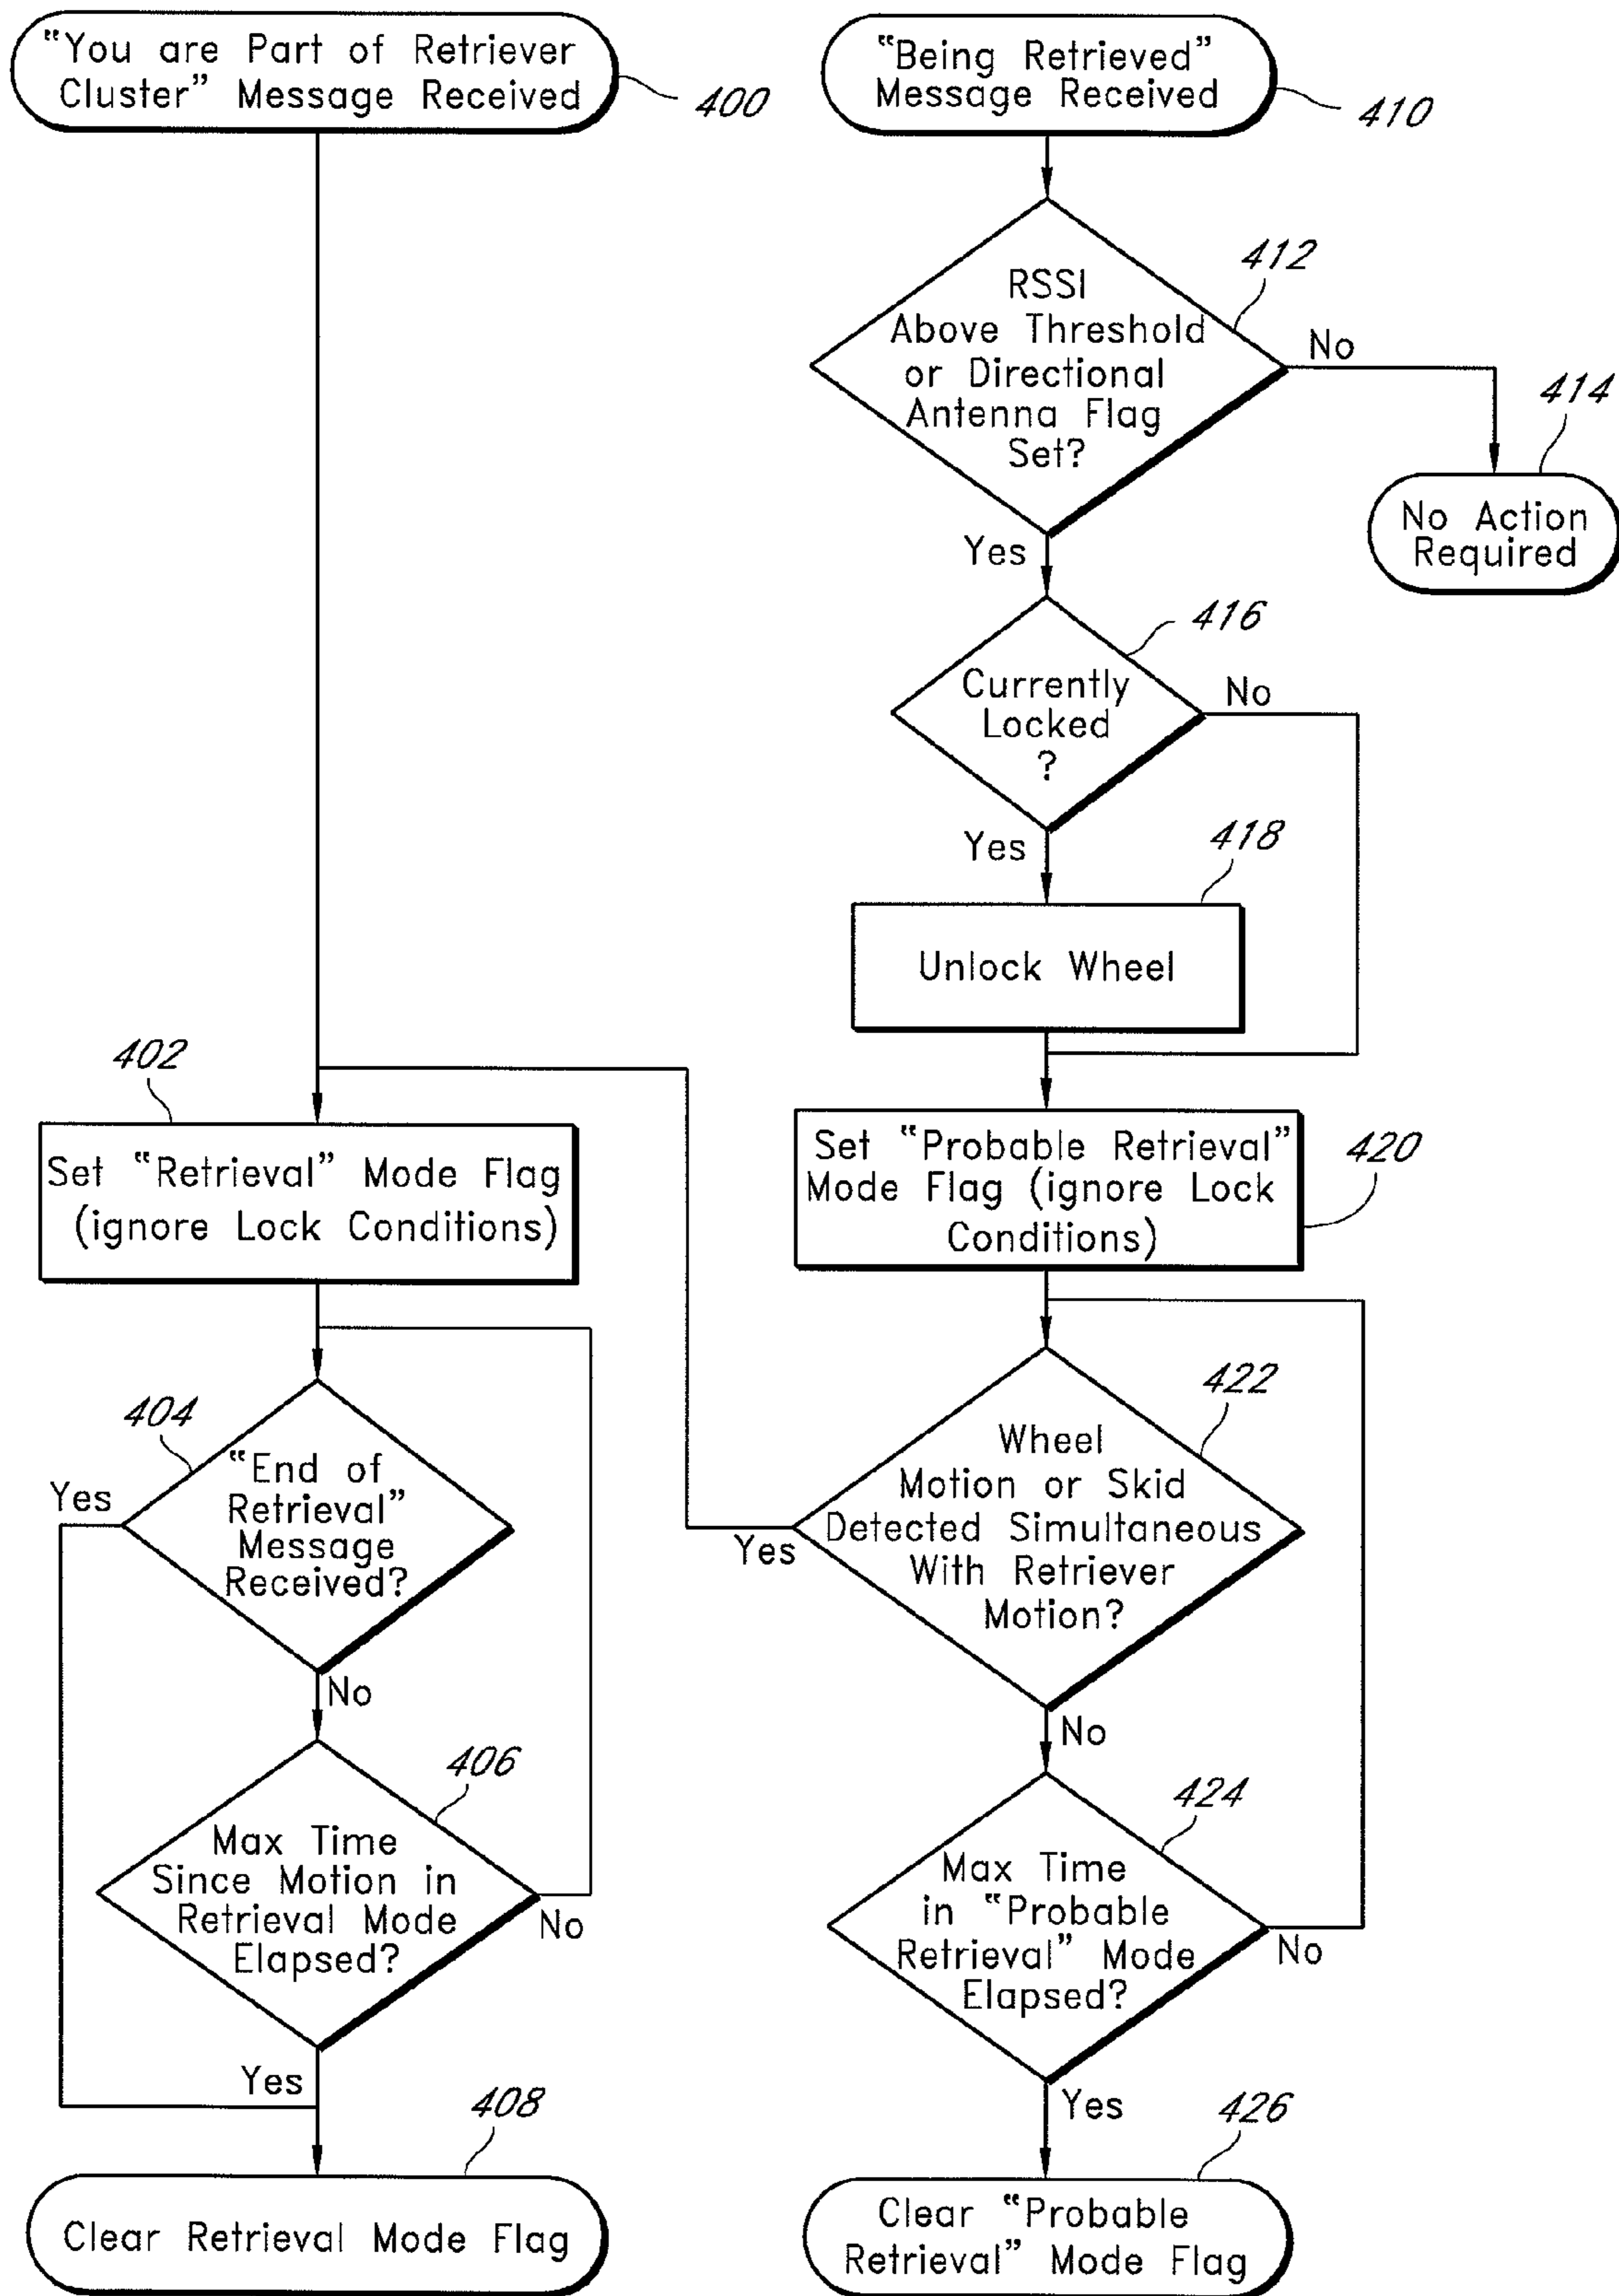 "You are Part of Retriever
Cluster" Message Received
400
"Being Retrieved"
Message Received
410
RSSI
Above Threshold
or Directional
Antenna Flag
Set?
412
No
414
No Action
Required
Yes
416
Currently
Locked
?
No
Yes
418
Unlock Wheel
402
Set "Retrieval" Mode Flag
(ignore Lock Conditions)
Set "Probable Retrieval"
Mode Flag (ignore Lock
Conditions)
420
404
"End of
Retrieval"
Message
Received?
Yes
No
422
Wheel
Motion or Skid
Detected Simultaneous
With Retriever
Motion?
Yes
No
406
Max Time
Since Motion in
Retrieval Mode
Elapsed?
No
Yes
424
Max Time
in "Probable
Retrieval" Mode
Elapsed?
No
Yes
408
Clear Retrieval Mode Flag
426
Clear "Probable
Retrieval" Mode Flag